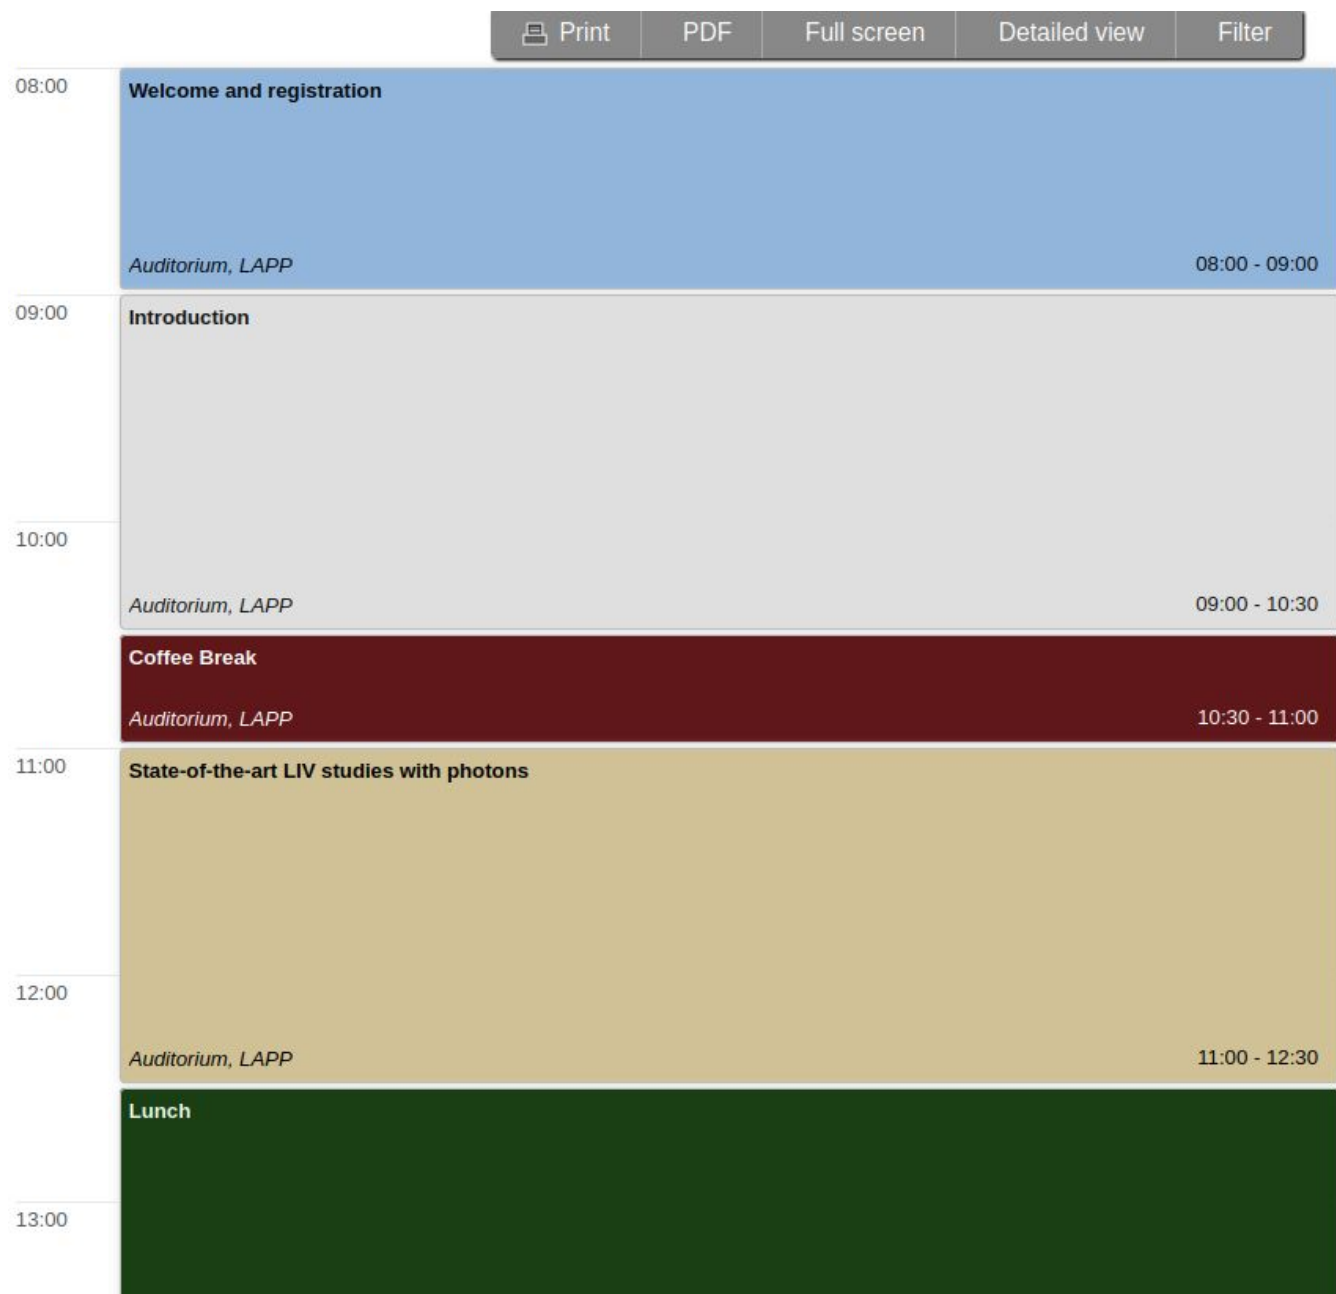 Print PDF Full screen Detailed view Filter
08:00
Welcome and registration
Auditorium, LAPP 08:00 - 09:00
09:00
Introduction
10:00
Auditorium, LAPP 09:00 - 10:30
Coffee Break
Auditorium, LAPP 10:30 - 11:00
11:00
State-of-the-art LIV studies with photons
12:00
Auditorium, LAPP 11:00 - 12:30
Lunch
13:00